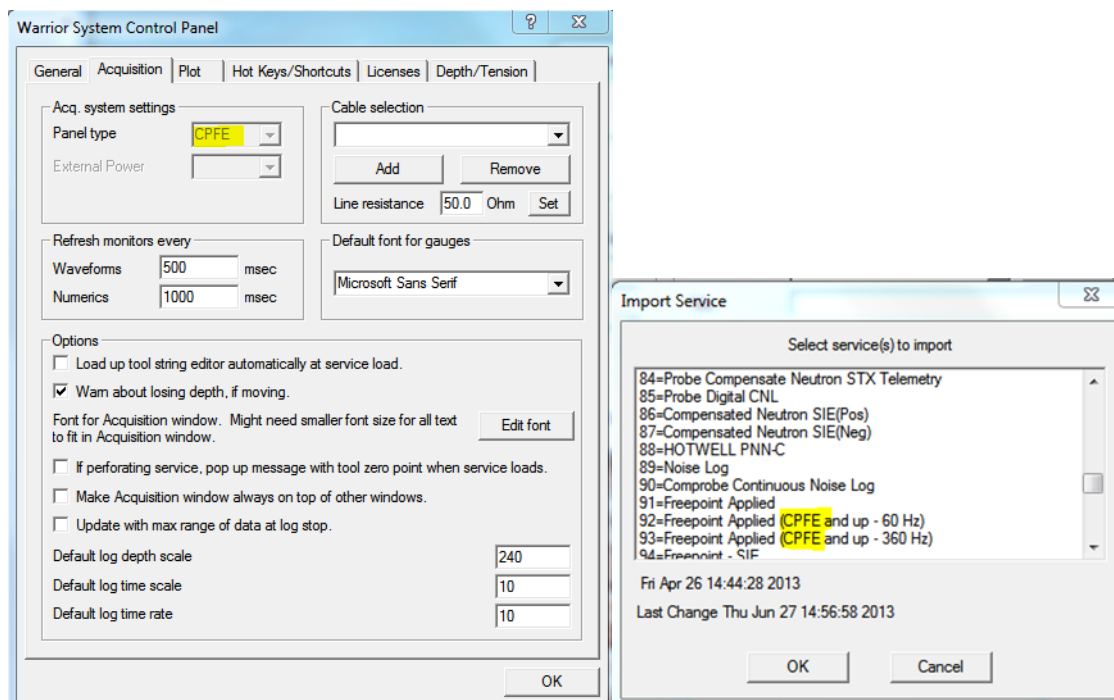 Warrior System Control Panel
General Acquisition Plot Hot Keys/Shortcuts Licenses Depth/Tension
Acq. system settings
Panel type CPFE
External Power
Cable selection
Add Remove
Line resistance 50.0 Ohm Set
Refresh monitors every
Waveforms 500 msec
Numerics 1000 msec
Default font for gauges
Microsoft Sans Serif
Options
Load up tool string editor automatically at service load.
Warn about losing depth, if moving.
Font for Acquisition window. Might need smaller font size for all text
to fit in Acquisition window.
Edit font
If perforating service, pop up message with tool zero point when service loads.
Make Acquisition window always on top of other windows.
Update with max range of data at log stop.
Default log depth scale 240
Default log time scale 10
Default log time rate 10
OK
Import Service
Select service(s) to import
84=Probe Compensate Neutron STX Telemetry
85=Probe Digital CNL
86=Compensated Neutron SIE(Pos)
87=Compensated Neutron SIE(Neg)
88=HOTWELL PNN-C
89=Noise Log
90=Comprobe Continuous Noise Log
91=Freepoint Applied
92=Freepoint Applied (CPFE and up - 60 Hz)
93=Freepoint Applied (CPFE and up - 360 Hz)
94=Freepoint - SIE
Fri Apr 26 14:44:28 2013
Last Change Thu Jun 27 14:56:58 2013
OK Cancel